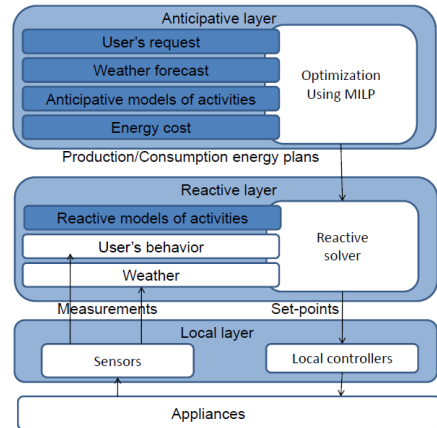 Anticipative layer
User's request
Weather forecast
Anticipative models of activities
Energy cost
Optimization
Using MILP
Production/Consumption energy plans
Reactive layer
Reactive models of activities
User's behavior
Weather
Reactive
solver
Measurements
Set-points
Local layer
Sensors
Local controllers
Appliances